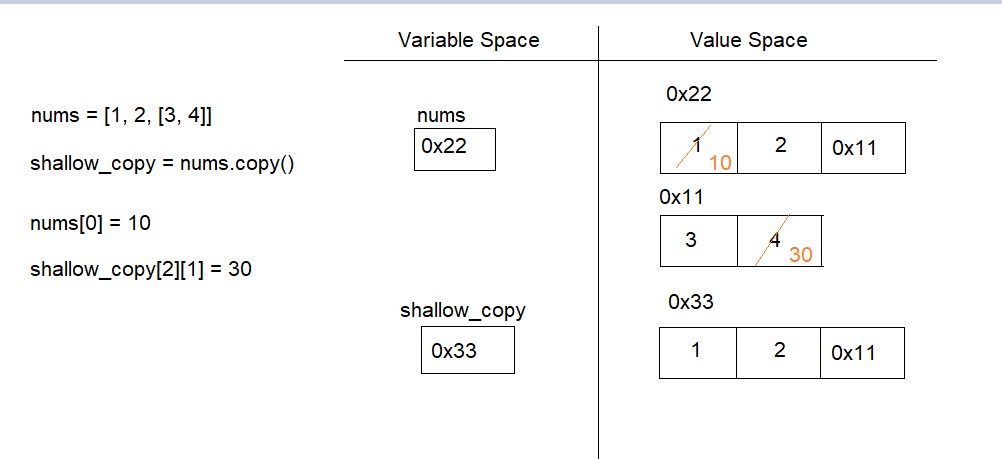 Variable Space
Value Space
nums = [1, 2, [3, 4]]
shallow_copy = nums.copy()
nums[0] = 10
shallow_copy[2][1] = 30
nums
0x22
shallow_copy
0x33
0x22
1 10 2 0x11
0x11
3 4 30
0x33
1 2 0x11